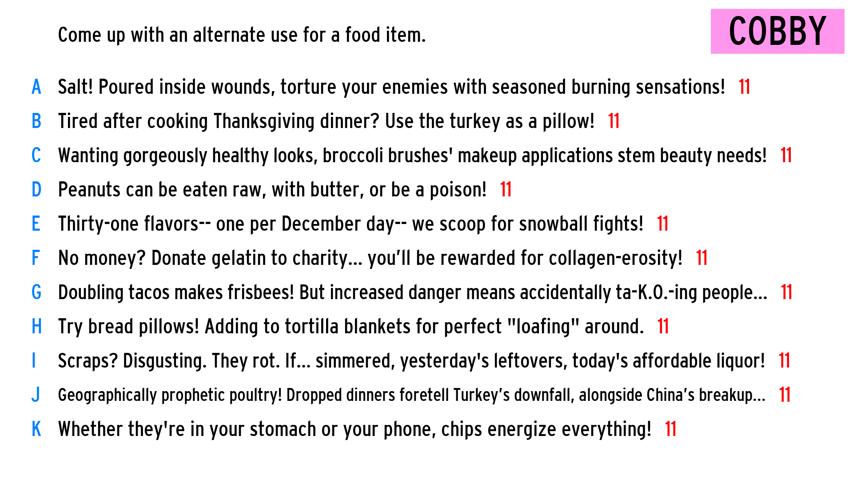 Come up with an alternate use for a food item.
COBBY
A Salt! Poured inside wounds, torture your enemies with seasoned burning sensations! 11
B Tired after cooking Thanksgiving dinner? Use the turkey as a pillow! 11
C Wanting gorgeously healthy looks, broccoli brushes' makeup applications stem beauty needs! 11
D Peanuts can be eaten raw, with butter, or be a poison! 11
E Thirty-one flavors-- one per December day-- we scoop for snowball fights! 11
F No money? Donate gelatin to charity... you’ll be rewarded for collagen-erosity! 11
G Doubling tacos makes frisbees! But increased danger means accidentally ta-K.O.-ing people... 11
H Try bread pillows! Adding to tortilla blankets for perfect "loafing" around. 11
I Scraps? Disgusting. They rot. If... simmered, yesterday's leftovers, today's affordable liquor! 11
J Geographically prophetic poultry! Dropped dinners foretell Turkey’s downfall, alongside China’s breakup... 11
K Whether they're in your stomach or your phone, chips energize everything! 11